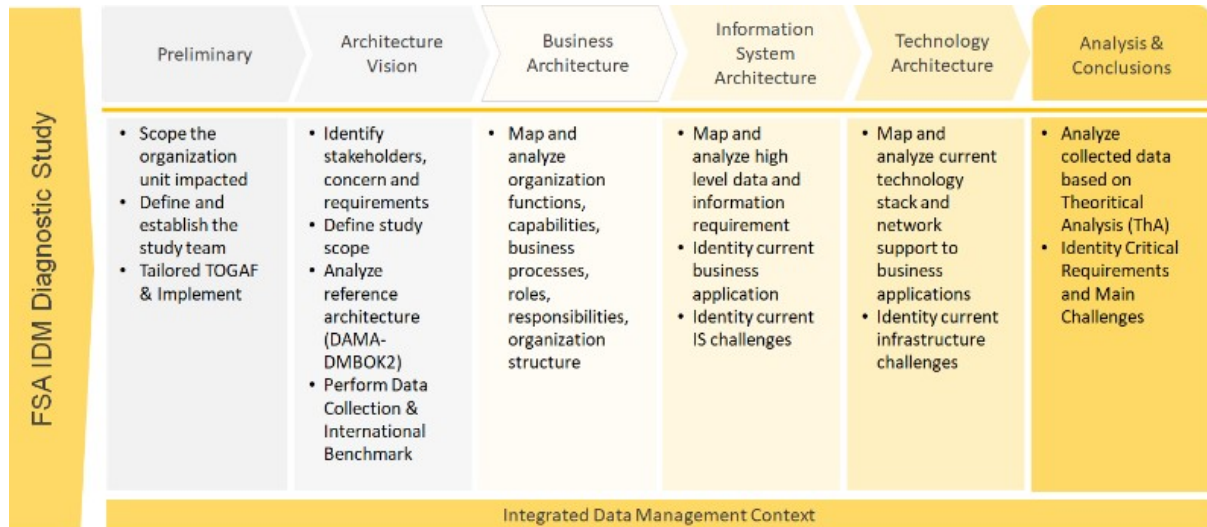 FSA IDM Diagnostic Study
Preliminary
Architecture
Vision
Business
Architecture
Information
System
Architecture
Technology
Architecture
Analysis &
Conclusions
• Scope the
organization
unit impacted
• Define and
establish the
study team
• Tailored TOGAF
& Implement
• Identify
stakeholders,
concern and
requirements
• Define study
scope
• Analyze
reference
architecture
(DAMA-
DMBOK2)
• Perform Data
Collection &
International
Benchmark
• Map and
analyze
organization
functions,
capabilities,
business
processes,
roles,
responsibilities,
organization
structure
• Map and
analyze high
level data and
information
requirement
• Identity current
business
application
• Identity current
IS challenges
• Map and
analyze current
technology
stack and
network
support to
business
applications
• Identity current
infrastructure
challenges
• Analyze
collected data
based on
Theoritical
Analysis (ThA)
• Identity Critical
Requirements
and Main
Challenges
Integrated Data Management Context